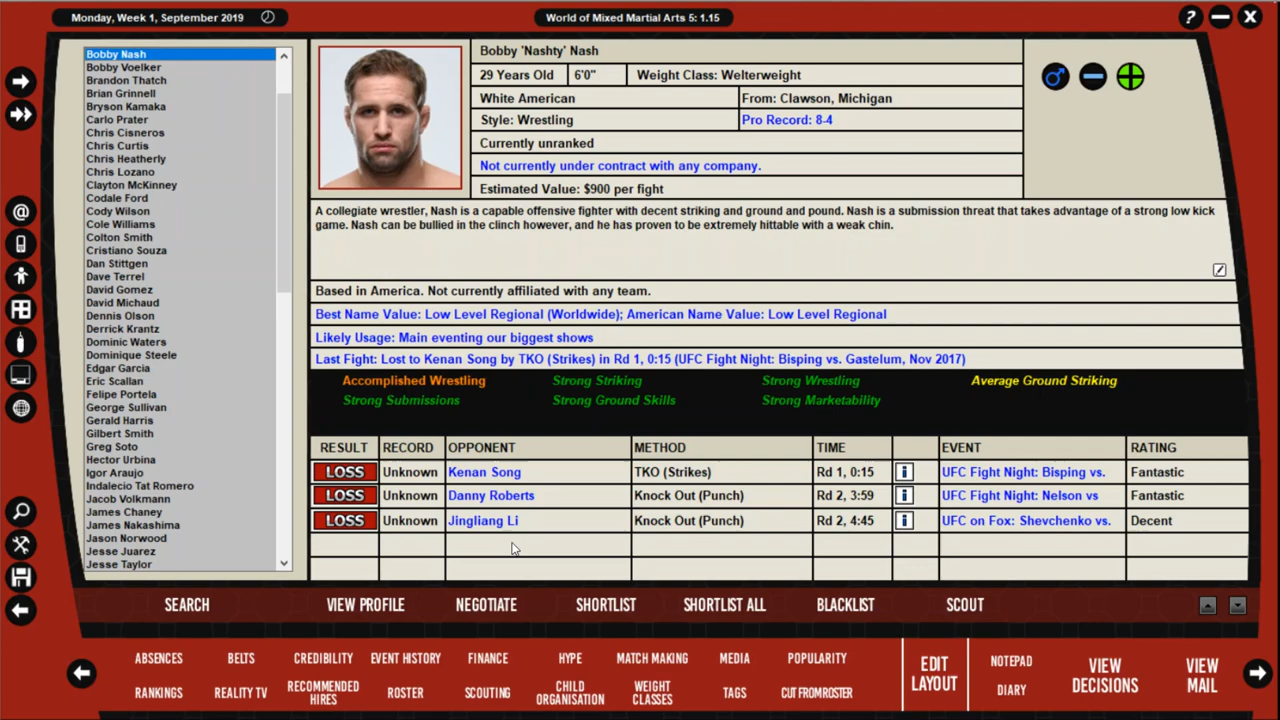 Monday, Week 1, September 2019
World of Mixed Martial Arts 5: 1.15
?
X
Bobby Nash
Bobby Voelker
Brandon Thatch
Brian Grinnell
Bryson Kamaka
Carlo Prater
Chris Cisneros
Chris Curtis
Chris Heatherly
Chris Lozano
Clayton McKinney
Codale Ford
Cody Wilson
Cole Williams
Colton Smith
Cristiano Souza
Dan Stittgen
Dave Terrel
David Gomez
David Michaud
Dennis Olson
Derrick Krantz
Dominic Waters
Dominique Steele
Edgar Garcia
Eric Scallan
Felipe Portela
George Sullivan
Gerald Harris
Gilbert Smith
Greg Soto
Hector Urbina
Igor Araujo
Indalecio Tat Romero
Jacob Volkmann
James Chaney
James Nakashima
Jason Norwood
Jesse Juarez
Jesse Taylor
Bobby 'Nashty' Nash
29 Years Old 6'0" Weight Class: Welterweight
White American From: Clawson, Michigan
Style: Wrestling Pro Record: 8-4
Currently unranked
Not currently under contract with any company.
Estimated Value: $900 per fight
A collegiate wrestler, Nash is a capable offensive fighter with decent striking and ground and pound. Nash is a submission threat that takes advantage of a strong low kick
game. Nash can be bullied in the clinch however, and he has proven to be extremely hittable with a weak chin.
Based in America. Not currently affiliated with any team.
Best Name Value: Low Level Regional (Worldwide); American Name Value: Low Level Regional
Likely Usage: Main eventing our biggest shows
Last Fight: Lost to Kenan Song by TKO (Strikes) in Rd 1, 0:15 (UFC Fight Night: Bisping vs. Gastelum, Nov 2017)
Accomplished Wrestling Strong Striking Strong Wrestling Average Ground Striking
Strong Submissions Strong Ground Skills Strong Marketability
RESULT RECORD OPPONENT METHOD TIME EVENT RATING
LOSS Unknown Kenan Song TKO (Strikes) Rd 1, 0:15 i UFC Fight Night: Bisping vs. Fantastic
LOSS Unknown Danny Roberts Knock Out (Punch) Rd 2, 3:59 i UFC Fight Night: Nelson vs Fantastic
LOSS Unknown Jingliang Li Knock Out (Punch) Rd 2, 4:45 i UFC on Fox: Shevchenko vs. Decent
SEARCH VIEW PROFILE NEGOTIATE SHORTLIST SHORTLIST ALL BLACKLIST SCOUT
ABSENCES BELTS CREDIBILITY EVENT HISTORY FINANCE HYPE MATCH MAKING MEDIA POPULARITY
RANKINGS REALITY TV RECOMMENDED HIRES ROSTER SCOUTING CHILD ORGANISATION WEIGHT CLASSES TAGS CUT FROM ROSTER
EDIT LAYOUT
NOTEPAD
DIARY
VIEW DECISIONS
VIEW MAIL
@